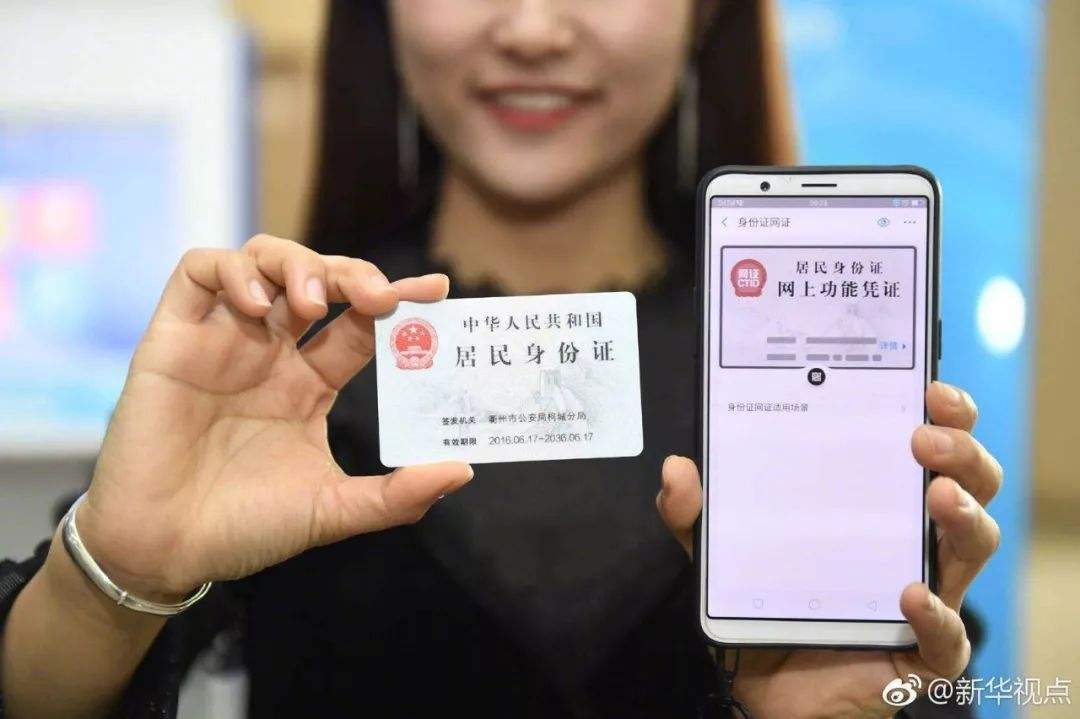 中华人民共和国
居民身份证
签发机关 衢州市公安局柯城分局
有效期限 2016.06.17-2036.06.17
身份证网证
网证
CTID
居民身份证
网上功能凭证
详情
身份证网证适用场景
@新华视点